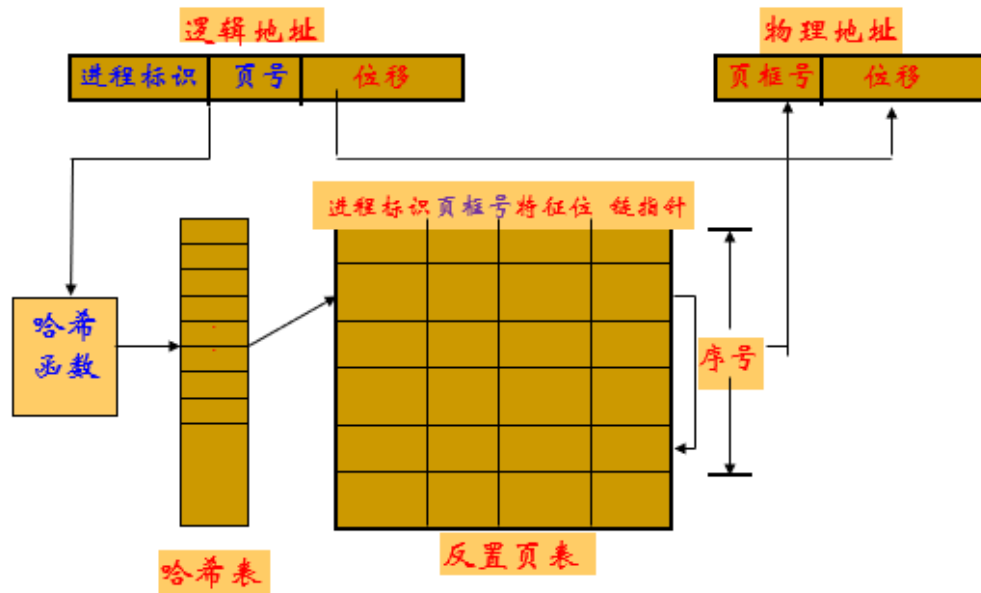 逻辑地址
物理地址
进程标识 页号 位移
页框号 位移
进程标识 页框号 特征位 链指针
哈希
函数
序号
反置页表
哈希表